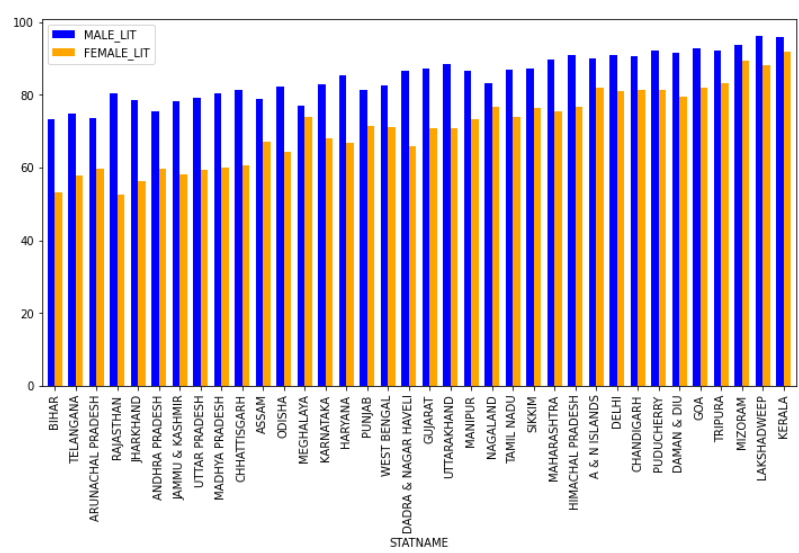 100
80
60
40
20
0
MALE_LIT
FEMALE_LIT
BIHAR
TELANGANA
ARUNACHAL PRADESH
RAJASTHAN
JHARKHAND
ANDHRA PRADESH
JAMMU & KASHMIR
UTTAR PRADESH
MADHYA PRADESH
CHHATTISGARH
ASSAM
ODISHA
MEGHALAYA
KARNATAKA
HARYANA
PUNJAB
WEST BENGAL
DADRA & NAGAR HAVELI
GUJARAT
UTTARAKHAND
MANIPUR
NAGALAND
TAMIL NADU
SIKKIM
MAHARASHTRA
HIMACHAL PRADESH
A & N ISLANDS
DELHI
CHANDIGARH
PUDUCHERRY
DAMAN & DIU
GOA
TRIPURA
MIZORAM
LAKSHADWEEP
KERALA
STATNAME